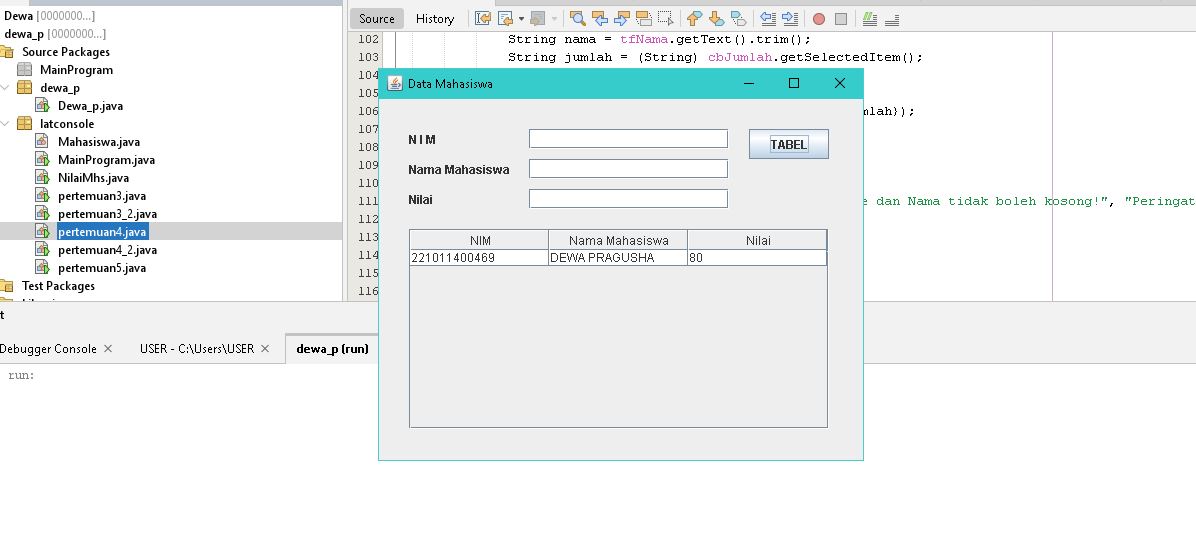 Dewa [0000000...]
dewa_p [0000000...]
Source Packages
MainProgram
dewa_p
Dewa_p.java
latconsole
Mahasiswa.java
MainProgram.java
NilaiMhs.java
pertemuan3.java
pertemuan3_2.java
pertemuan4.java
pertemuan4_2.java
pertemuan5.java
Test Packages
Source History
102 String nama = tfNama.getText().trim();
103 String jumlah = (String) cbJumlah.getSelectedItem();
104
105
106 mlah});
107
108
109
110
111 e dan Nama tidak boleh kosong!", "Peringat
112
113
114
115
116
Data Mahasiswa
N I M
TABEL
Nama Mahasiswa
Nilai
NIM Nama Mahasiswa Nilai
221011400469 DEWA PRAGUSHA 80
t
Debugger Console × USER - C:\Users\USER × dewa_p (run)
run: